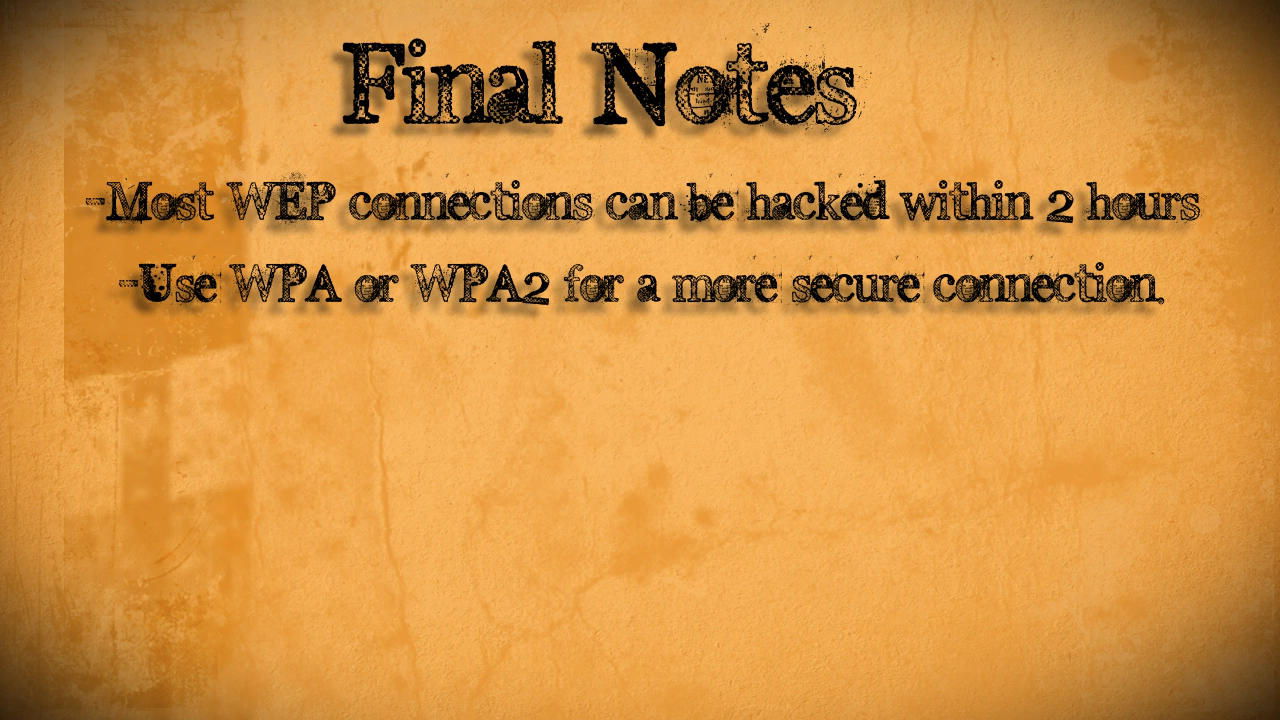 Final Notes
-Most WEP connections can be hacked within 2 hours
-Use WPA or WPA2 for a more secure connection.